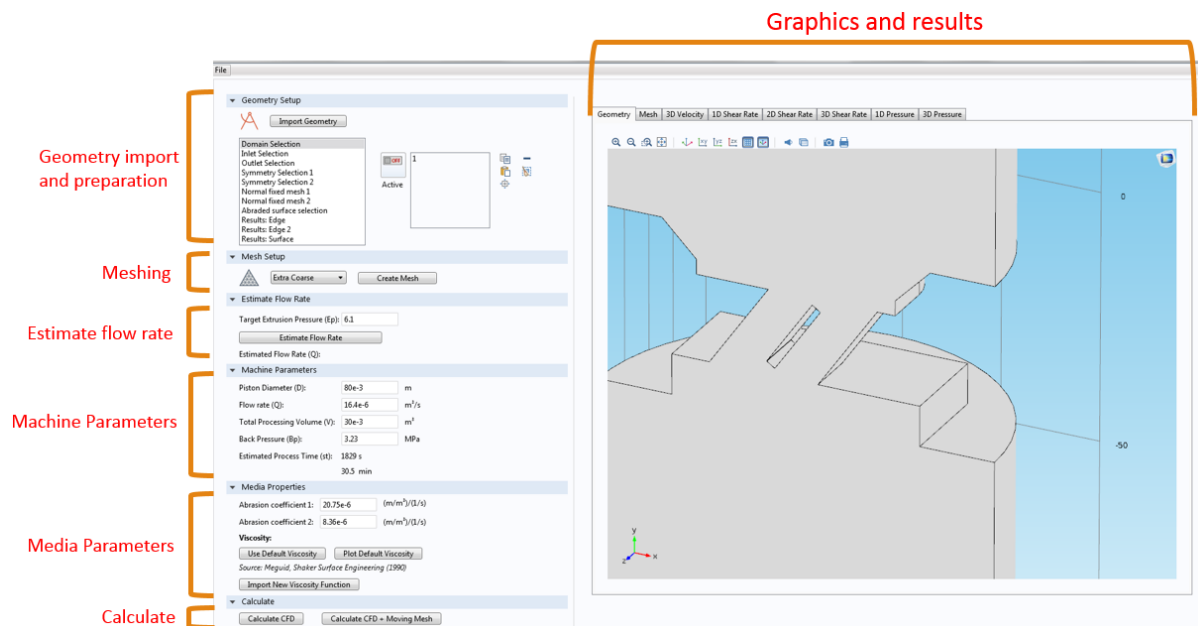 Graphics and results
File
Geometry import
and preparation
Geometry Setup
Import Geometry
Domain Selection
Inlet Selection
Outlet Selection
Symmetry Selection 1
Symmetry Selection 2
Normal fixed mesh 1
Normal fixed mesh 2
Abraded surface selection
Results: Edge
Results: Edge 2
Results: Surface
OFF
Active
1
Meshing
Mesh Setup
Extra Coarse
Create Mesh
Estimate flow rate
Estimate Flow Rate
Target Extrusion Pressure (Ep): 6.1
Estimate Flow Rate
Estimated Flow Rate (Q):
Machine Parameters
Machine Parameters
Piston Diameter (D): 80e-3 m
Flow rate (Q): 16.4e-6 m³/s
Total Processing Volume (V): 30e-3 m³
Back Pressure (Bp): 3.23 MPa
Estimated Process Time (st): 1829 s
30.5 min
Media Parameters
Media Properties
Abrasion coefficient 1: 20.75e-6 (m/m³)/(1/s)
Abrasion coefficient 2: 8.36e-6 (m/m³)/(1/s)
Viscosity:
Use Default Viscosity Plot Default Viscosity
Source: Meguid, Shaker Surface Engineering (1990)
Import New Viscosity Function
Calculate
Calculate
Calculate CFD Calculate CFD + Moving Mesh
Geometry Mesh 3D Velocity 1D Shear Rate 2D Shear Rate 3D Shear Rate 1D Pressure 3D Pressure
0
-50
y
z x